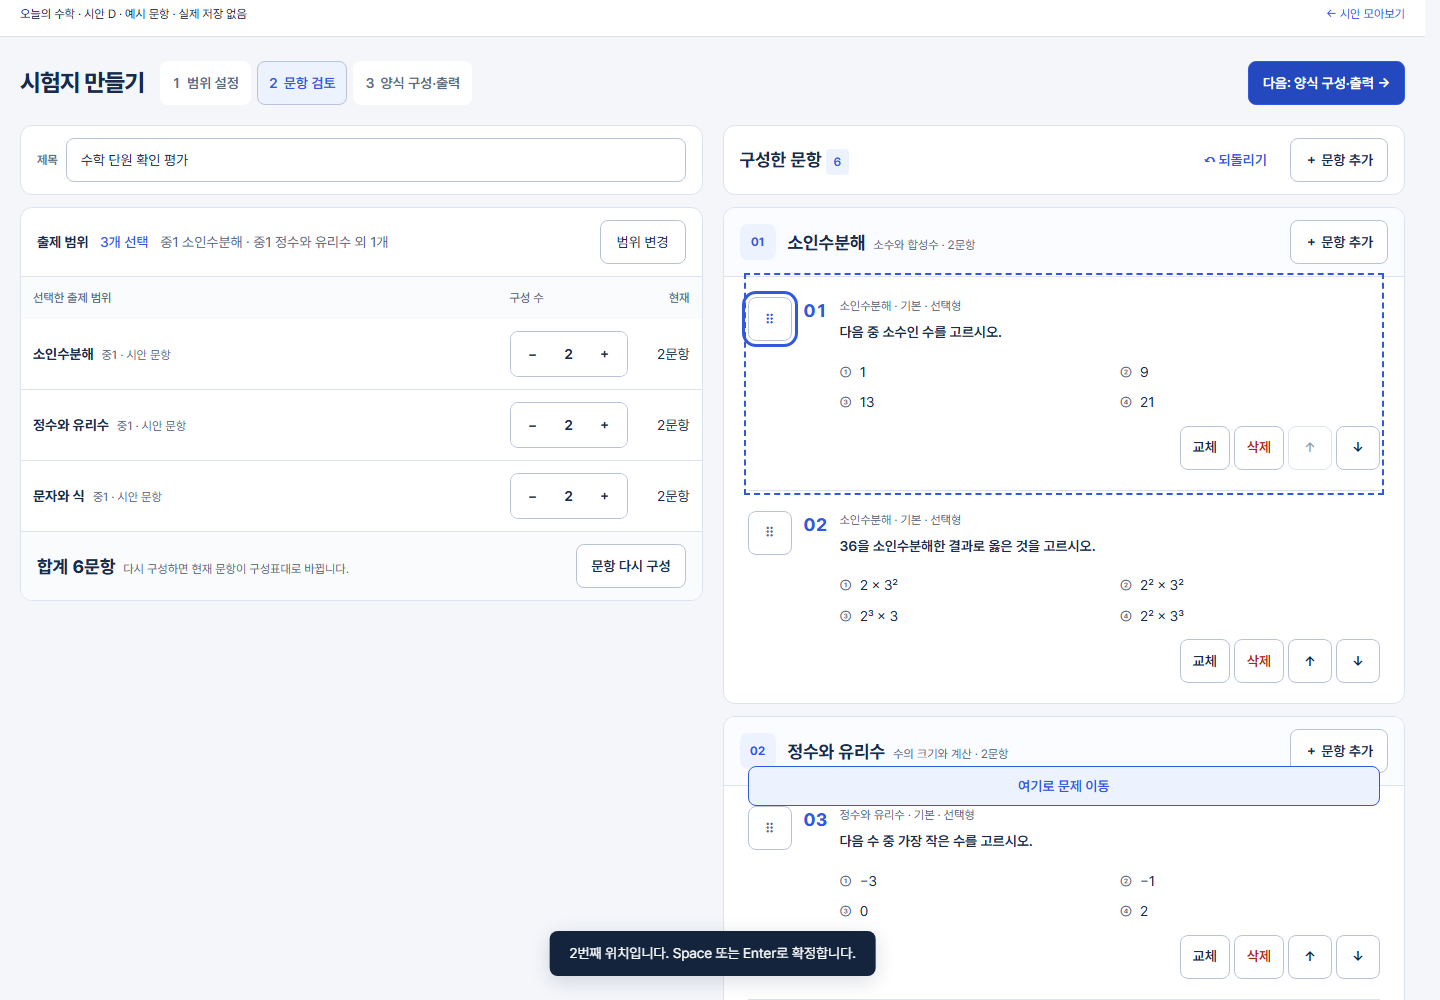 오늘의 수학 · 시안 D · 예시 문항 · 실제 저장 없음
← 시안 모아보기
시험지 만들기
1 범위 설정
2 문항 검토
3 양식 구성·출력
다음: 양식 구성·출력 →
제목
수학 단원 확인 평가
출제 범위 3개 선택 중1 소인수분해 · 중1 정수와 유리수 외 1개
범위 변경
선택한 출제 범위 구성 수 현재
소인수분해 중1 · 시안 문항 − 2 + 2문항
정수와 유리수 중1 · 시안 문항 − 2 + 2문항
문자와 식 중1 · 시안 문항 − 2 + 2문항
합계 6문항 다시 구성하면 현재 문항이 구성표대로 바뀝니다.
문항 다시 구성
구성한 문항 6
↶ 되돌리기
+ 문항 추가
01 소인수분해 소수와 합성수 · 2문항
+ 문항 추가
01 소인수분해 · 기본 · 선택형
다음 중 소수인 수를 고르시오.
① 1 ② 9
③ 13 ④ 21
교체 삭제 ↑ ↓
02 소인수분해 · 기본 · 선택형
36을 소인수분해한 결과로 옳은 것을 고르시오.
① 2 × 3² ② 2² × 3²
③ 2³ × 3 ④ 2² × 3³
교체 삭제 ↑ ↓
02 정수와 유리수 수의 크기와 계산 · 2문항
+ 문항 추가
여기로 문제 이동
03 정수와 유리수 · 기본 · 선택형
다음 수 중 가장 작은 수를 고르시오.
① −3 ② −1
③ 0 ④ 2
교체 삭제 ↑ ↓
2번째 위치입니다. Space 또는 Enter로 확정합니다.